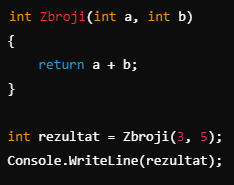 int Zbroji(int a, int b)
{
    return a + b;
}

int rezultat = Zbroji(3, 5);
Console.WriteLine(rezultat);